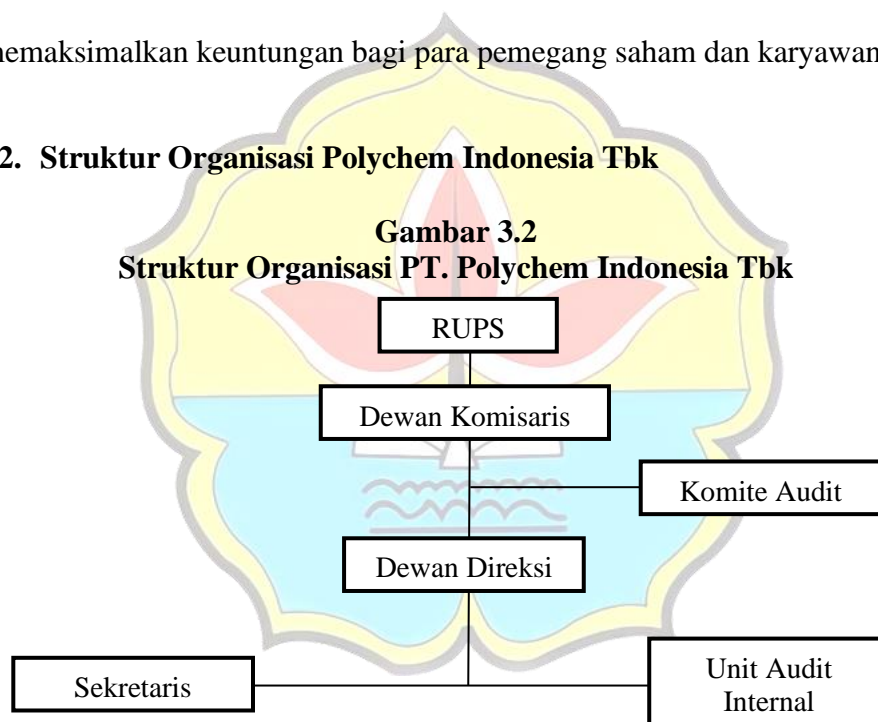 memaksimalkan keuntungan bagi para pemegang saham dan karyawan
2. Struktur Organisasi Polychem Indonesia Tbk
Gambar 3.2
Struktur Organisasi PT. Polychem Indonesia Tbk
RUPS
Dewan Komisaris
Komite Audit
Dewan Direksi
Sekretaris
Unit Audit
Internal